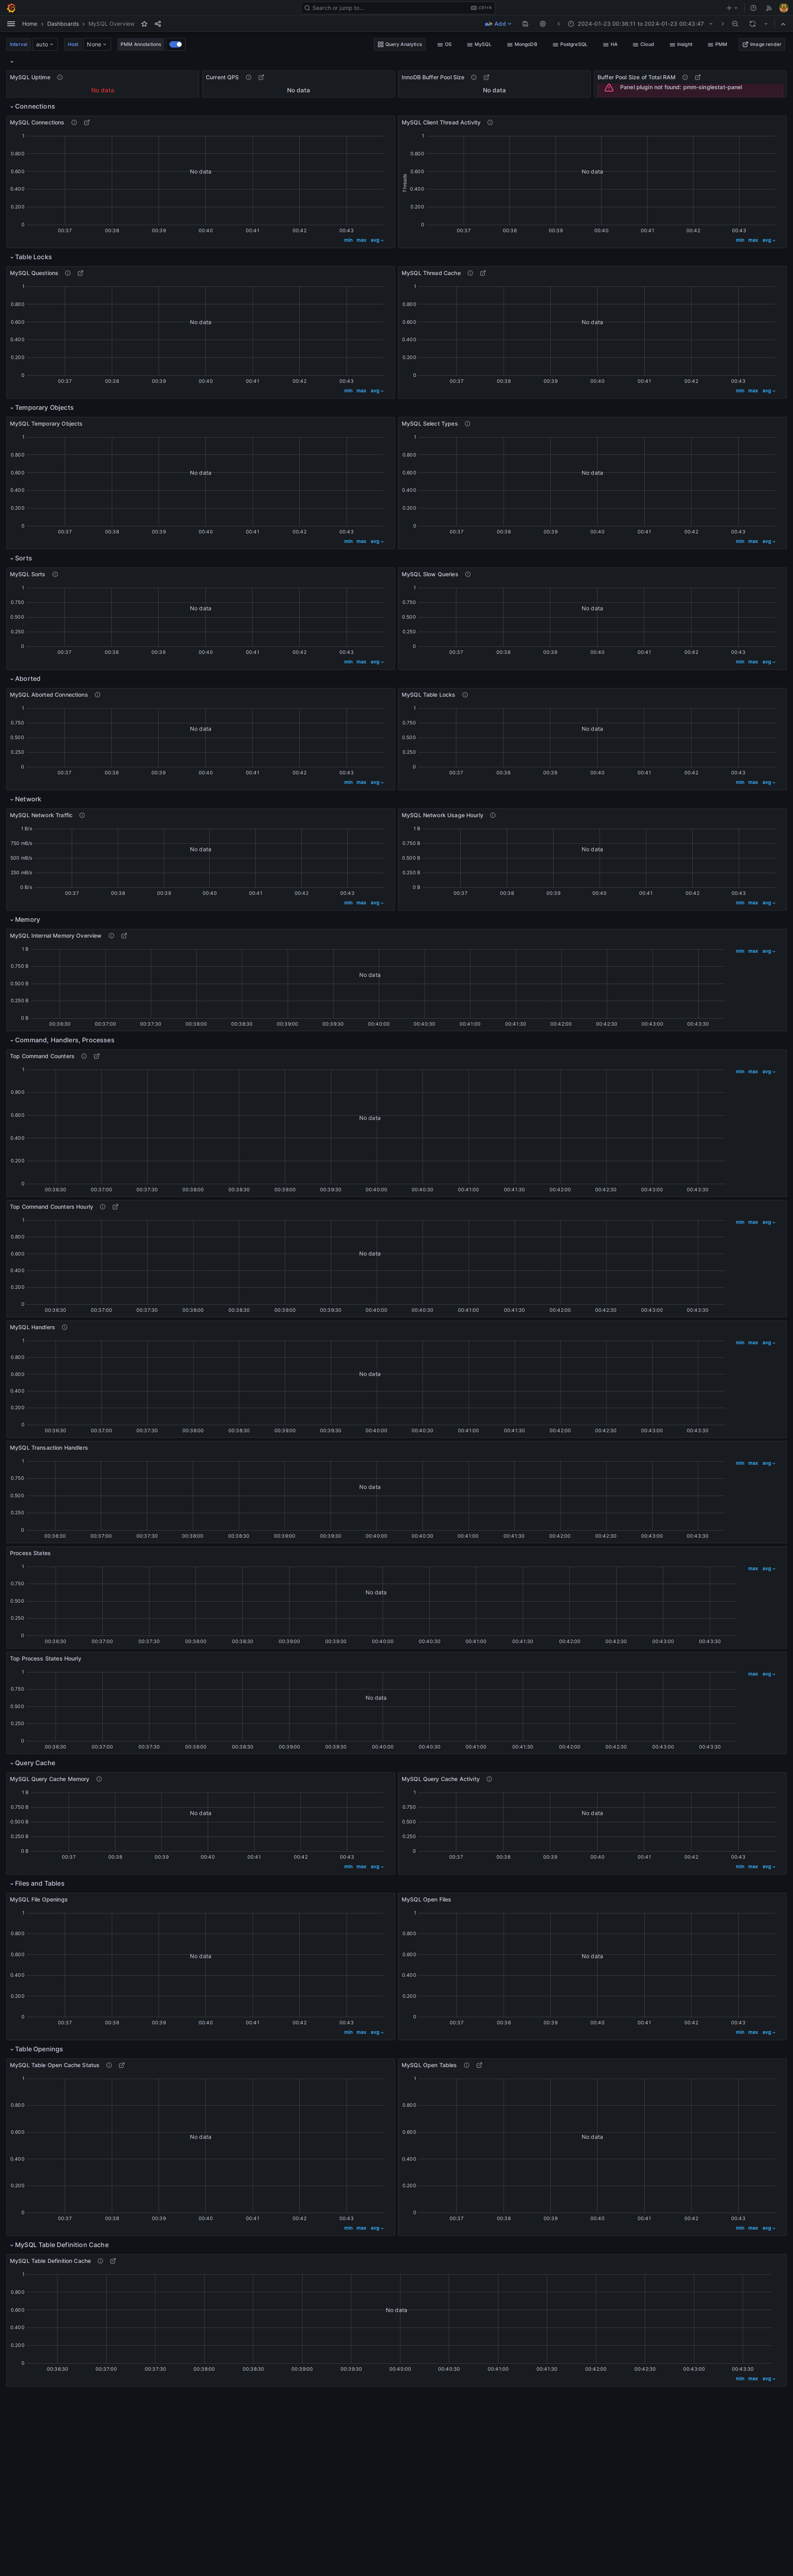 Search or jump to... ctrl+k
Home › Dashboards › MySQL Overview Add 2024-01-23 00:36:11 to 2024-01-23 00:43:47
Interval auto Host None PMM Annotations Query Analytics OS MySQL MongoDB PostgreSQL HA Cloud Insight PMM Image render
MySQL Uptime Current QPS InnoDB Buffer Pool Size Buffer Pool Size of Total RAM
No data No data No data Panel plugin not found: pmm-singlestat-panel
Connections
MySQL Connections MySQL Client Thread Activity
1 1
0.800 0.800
0.600 No data 0.600 No data
Threads
0.400 0.400
0.200 0.200
0 0
00:37 00:38 00:39 00:40 00:41 00:42 00:43 00:37 00:38 00:39 00:40 00:41 00:42 00:43
min max avg min max avg
Table Locks
MySQL Questions MySQL Thread Cache
1 1
0.800 0.800
0.600 No data 0.600 No data
0.400 0.400
0.200 0.200
0 0
00:37 00:38 00:39 00:40 00:41 00:42 00:43 00:37 00:38 00:39 00:40 00:41 00:42 00:43
min max avg min max avg
Temporary Objects
MySQL Temporary Objects MySQL Select Types
1 1
0.800 0.800
0.600 No data 0.600 No data
0.400 0.400
0.200 0.200
0 0
00:37 00:38 00:39 00:40 00:41 00:42 00:43 00:37 00:38 00:39 00:40 00:41 00:42 00:43
min max avg min max avg
Sorts
MySQL Sorts MySQL Slow Queries
1 1
0.750 No data 0.750 No data
0.500 0.500
0.250 0.250
0 0
00:37 00:38 00:39 00:40 00:41 00:42 00:43 00:37 00:38 00:39 00:40 00:41 00:42 00:43
min max avg min max avg
Aborted
MySQL Aborted Connections MySQL Table Locks
1 1
0.750 No data 0.750 No data
0.500 0.500
0.250 0.250
0 0
00:37 00:38 00:39 00:40 00:41 00:42 00:43 00:37 00:38 00:39 00:40 00:41 00:42 00:43
min max avg min max avg
Network
MySQL Network Traffic MySQL Network Usage Hourly
1 B/s 1 B
750 mB/s No data 0.750 B No data
500 mB/s 0.500 B
250 mB/s 0.250 B
0 B/s 0 B
00:37 00:38 00:39 00:40 00:41 00:42 00:43 00:37 00:38 00:39 00:40 00:41 00:42 00:43
min max avg min max avg
Memory
MySQL Internal Memory Overview
1 B min max avg
0.750 B
No data
0.500 B
0.250 B
0 B
00:36:30 00:37:00 00:37:30 00:38:00 00:38:30 00:39:00 00:39:30 00:40:00 00:40:30 00:41:00 00:41:30 00:42:00 00:42:30 00:43:00 00:43:30
Command, Handlers, Processes
Top Command Counters
1 min max avg
0.800
0.600 No data
0.400
0.200
0
00:36:30 00:37:00 00:37:30 00:38:00 00:38:30 00:39:00 00:39:30 00:40:00 00:40:30 00:41:00 00:41:30 00:42:00 00:42:30 00:43:00 00:43:30
Top Command Counters Hourly
1 min max avg
0.800
0.600 No data
0.400
0.200
0
00:36:30 00:37:00 00:37:30 00:38:00 00:38:30 00:39:00 00:39:30 00:40:00 00:40:30 00:41:00 00:41:30 00:42:00 00:42:30 00:43:00 00:43:30
MySQL Handlers
1 min max avg
0.800
0.600 No data
0.400
0.200
0
00:36:30 00:37:00 00:37:30 00:38:00 00:38:30 00:39:00 00:39:30 00:40:00 00:40:30 00:41:00 00:41:30 00:42:00 00:42:30 00:43:00 00:43:30
MySQL Transaction Handlers
1 min max avg
0.750
No data
0.500
0.250
0
00:36:30 00:37:00 00:37:30 00:38:00 00:38:30 00:39:00 00:39:30 00:40:00 00:40:30 00:41:00 00:41:30 00:42:00 00:42:30 00:43:00 00:43:30
Process States
1 max avg
0.750
No data
0.500
0.250
0
00:36:30 00:37:00 00:37:30 00:38:00 00:38:30 00:39:00 00:39:30 00:40:00 00:40:30 00:41:00 00:41:30 00:42:00 00:42:30 00:43:00 00:43:30
Top Process States Hourly
1 max avg
0.750
No data
0.500
0.250
0
00:36:30 00:37:00 00:37:30 00:38:00 00:38:30 00:39:00 00:39:30 00:40:00 00:40:30 00:41:00 00:41:30 00:42:00 00:42:30 00:43:00 00:43:30
Query Cache
MySQL Query Cache Memory MySQL Query Cache Activity
1 B 1
0.750 B No data 0.750 No data
0.500 B 0.500
0.250 B 0.250
0 B 0
00:37 00:38 00:39 00:40 00:41 00:42 00:43 00:37 00:38 00:39 00:40 00:41 00:42 00:43
min max avg min max avg
Files and Tables
MySQL File Openings MySQL Open Files
1 1
0.800 0.800
0.600 No data 0.600 No data
0.400 0.400
0.200 0.200
0 0
00:37 00:38 00:39 00:40 00:41 00:42 00:43 00:37 00:38 00:39 00:40 00:41 00:42 00:43
min max avg min max avg
Table Openings
MySQL Table Open Cache Status MySQL Open Tables
1 1
0.800 0.800
0.600 No data 0.600 No data
0.400 0.400
0.200 0.200
0 0
00:37 00:38 00:39 00:40 00:41 00:42 00:43 00:37 00:38 00:39 00:40 00:41 00:42 00:43
min max avg min max avg
MySQL Table Definition Cache
MySQL Table Definition Cache
1
0.800
0.600 No data
0.400
0.200
0
00:36:30 00:37:00 00:37:30 00:38:00 00:38:30 00:39:00 00:39:30 00:40:00 00:40:30 00:41:00 00:41:30 00:42:00 00:42:30 00:43:00 00:43:30
min max avg